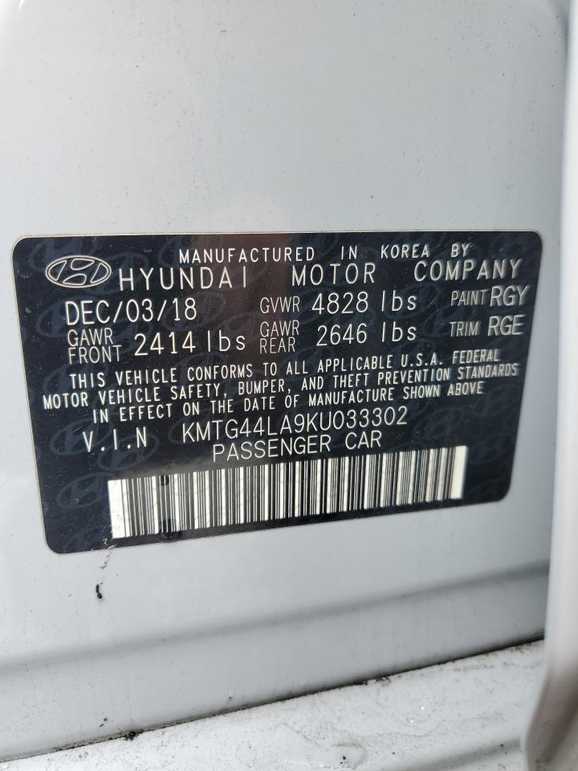 MANUFACTURED IN KOREA BY
HYUNDAI MOTOR COMPANY
DEC/03/18 GVWR 4828 lbs PAINT RGY
GAWR FRONT 2414 lbs GAWR REAR 2646 lbs TRIM RGE
THIS VEHICLE CONFORMS TO ALL APPLICABLE U.S.A. FEDERAL
MOTOR VEHICLE SAFETY, BUMPER, AND THEFT PREVENTION STANDARDS
IN EFFECT ON THE DATE OF MANUFACTURE SHOWN ABOVE
V.I.N KMTG44LA9KU033302
PASSENGER CAR